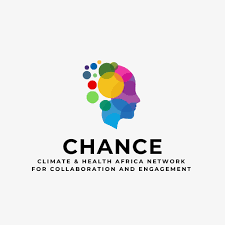 CHANCE
CLIMATE & HEALTH AFRICA NETWORK
FOR COLLABORATION AND ENGAGEMENT